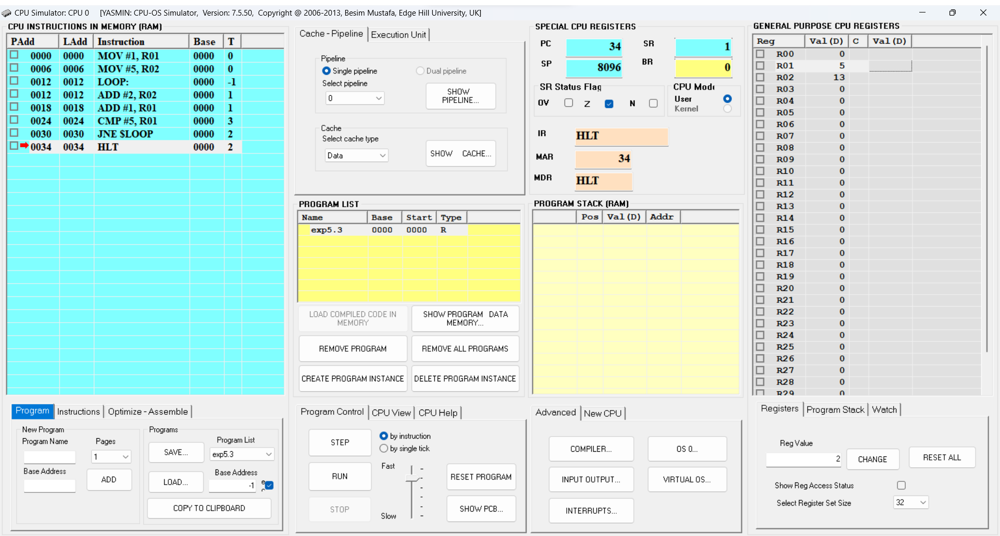 CPU Simulator: CPU 0 [YASMIN: CPU-OS Simulator, Version: 7.5.50, Copyright @ 2006-2013, Besim Mustafa, Edge Hill University, UK]
CPU INSTRUCTIONS IN MEMORY (RAM)
PAdd LAdd Instruction Base T
0000 0000 MOV #1, R01 0000 0
0006 0006 MOV #5, R02 0000 0
0012 0012 LOOP: 0000 -1
0012 0012 ADD #2, R02 0000 1
0018 0018 ADD #1, R01 0000 1
0024 0024 CMP #5, R01 0000 3
0030 0030 JNE $LOOP 0000 2
0034 0034 HLT 0000 2
Program Instructions Optimize - Assemble
New Program
Program Name Pages
1
Base Address
ADD
Programs
SAVE...
Program List
exp5.3
LOAD...
Base Address
-1
COPY TO CLIPBOARD
Cache - Pipeline Execution Unit
Pipeline
Single pipeline Dual pipeline
Select pipeline
0
SHOW
PIPELINE...
Cache
Select cache type
Data
SHOW CACHE...
PROGRAM LIST
Name Base Start Type
exp5.3 0000 0000 R
LOAD COMPILED CODE IN
MEMORY
SHOW PROGRAM DATA
MEMORY...
REMOVE PROGRAM REMOVE ALL PROGRAMS
CREATE PROGRAM INSTANCE DELETE PROGRAM INSTANCE
Program Control CPU View CPU Help
STEP
by instruction
by single tick
RUN
STOP
Fast
Slow
RESET PROGRAM
SHOW PCB...
SPECIAL CPU REGISTERS
PC 34 SR 1
SP 8096 BR 0
SR Status Flag
OV Z N
CPU Mod
User
Kernel
IR HLT
MAR 34
MDR HLT
PROGRAM STACK (RAM)
Pos Val(D) Addr
Advanced New CPU
COMPILER... OS 0...
INPUT OUTPUT... VIRTUAL OS...
INTERRUPTS...
GENERAL PURPOSE CPU REGISTERS
Reg Val(D) C Val(D)
R00 0
R01 5
R02 13
R03 0
R04 0
R05 0
R06 0
R07 0
R08 0
R09 0
R10 0
R11 0
R12 0
R13 0
R14 0
R15 0
R16 0
R17 0
R18 0
R19 0
R20 0
R21 0
R22 0
R23 0
R24 0
R25 0
R26 0
R27 0
R28 0
R29 0
Registers Program Stack Watch
Reg Value
2
CHANGE RESET ALL
Show Reg Access Status
Select Register Set Size 32